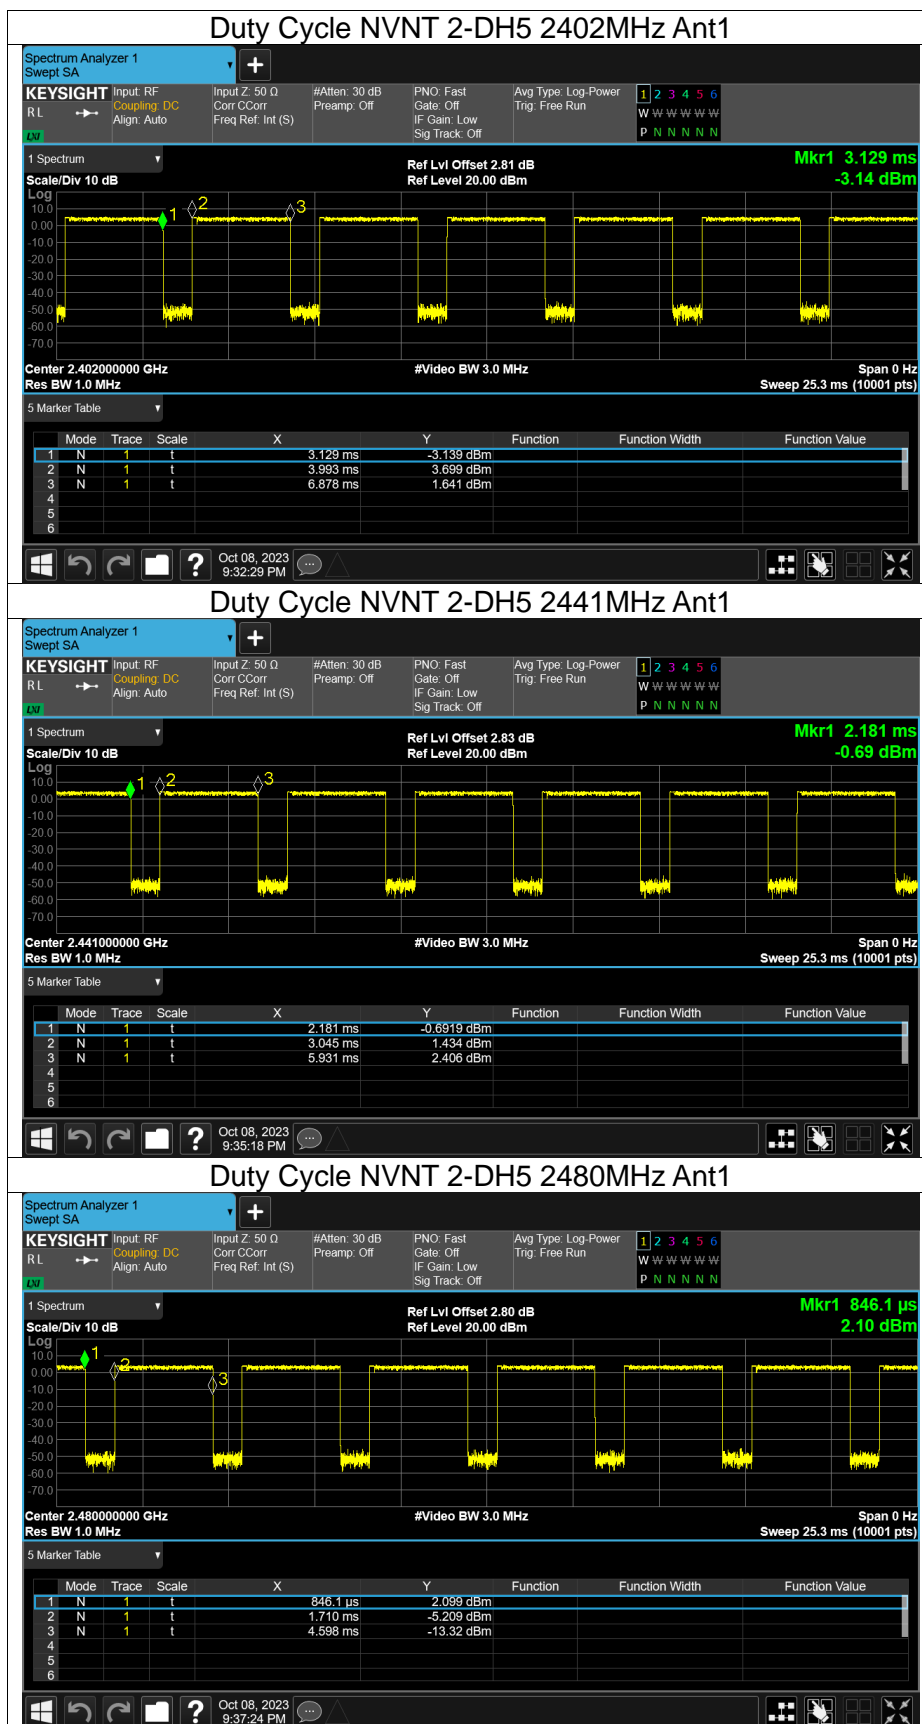 Duty Cycle NVNT 2-DH5 2402MHz Ant1
Spectrum Analyzer 1
Swept SA
+
KEYSIGHT Input: RF Input Z: 50 Ω #Atten: 30 dB PNO: Fast Avg Type: Log-Power 1 2 3 4 5 6
R L Coupling: DC Corr CCorr Preamp: Off Gate: Off Trig: Free Run W W W W W W
Align: Auto Freq Ref: Int (S) IF Gain: Low P N N N N N
LXI Sig Track: Off
1 Spectrum Ref Lvl Offset 2.81 dB Mkr1 3.129 ms
Scale/Div 10 dB Ref Level 20.00 dBm -3.14 dBm
Log
10.0
0.00
-10.0
-20.0
-30.0
-40.0
-50.0
-60.0
-70.0
1 2 3
Center 2.402000000 GHz #Video BW 3.0 MHz Span 0 Hz
Res BW 1.0 MHz Sweep 25.3 ms (10001 pts)
5 Marker Table
Mode Trace Scale X Y Function Function Width Function Value
1 N 1 t 3.129 ms -3.139 dBm
2 N 1 t 3.993 ms 3.699 dBm
3 N 1 t 6.878 ms 1.641 dBm
4
5
6
? Oct 08, 2023
9:32:29 PM
Duty Cycle NVNT 2-DH5 2441MHz Ant1
Spectrum Analyzer 1
Swept SA
+
KEYSIGHT Input: RF Input Z: 50 Ω #Atten: 30 dB PNO: Fast Avg Type: Log-Power 1 2 3 4 5 6
R L Coupling: DC Corr CCorr Preamp: Off Gate: Off Trig: Free Run W W W W W W
Align: Auto Freq Ref: Int (S) IF Gain: Low P N N N N N
LXI Sig Track: Off
1 Spectrum Ref Lvl Offset 2.83 dB Mkr1 2.181 ms
Scale/Div 10 dB Ref Level 20.00 dBm -0.69 dBm
Log
10.0
0.00
-10.0
-20.0
-30.0
-40.0
-50.0
-60.0
-70.0
1 2 3
Center 2.441000000 GHz #Video BW 3.0 MHz Span 0 Hz
Res BW 1.0 MHz Sweep 25.3 ms (10001 pts)
5 Marker Table
Mode Trace Scale X Y Function Function Width Function Value
1 N 1 t 2.181 ms -0.6919 dBm
2 N 1 t 3.045 ms 1.434 dBm
3 N 1 t 5.931 ms 2.406 dBm
4
5
6
? Oct 08, 2023
9:35:18 PM
Duty Cycle NVNT 2-DH5 2480MHz Ant1
Spectrum Analyzer 1
Swept SA
+
KEYSIGHT Input: RF Input Z: 50 Ω #Atten: 30 dB PNO: Fast Avg Type: Log-Power 1 2 3 4 5 6
R L Coupling: DC Corr CCorr Preamp: Off Gate: Off Trig: Free Run W W W W W W
Align: Auto Freq Ref: Int (S) IF Gain: Low P N N N N N
LXI Sig Track: Off
1 Spectrum Ref Lvl Offset 2.80 dB Mkr1 846.1 µs
Scale/Div 10 dB Ref Level 20.00 dBm 2.10 dBm
Log
10.0
0.00
-10.0
-20.0
-30.0
-40.0
-50.0
-60.0
-70.0
1 2 3
Center 2.480000000 GHz #Video BW 3.0 MHz Span 0 Hz
Res BW 1.0 MHz Sweep 25.3 ms (10001 pts)
5 Marker Table
Mode Trace Scale X Y Function Function Width Function Value
1 N 1 t 846.1 µs 2.099 dBm
2 N 1 t 1.710 ms -5.209 dBm
3 N 1 t 4.598 ms -13.32 dBm
4
5
6
? Oct 08, 2023
9:37:24 PM